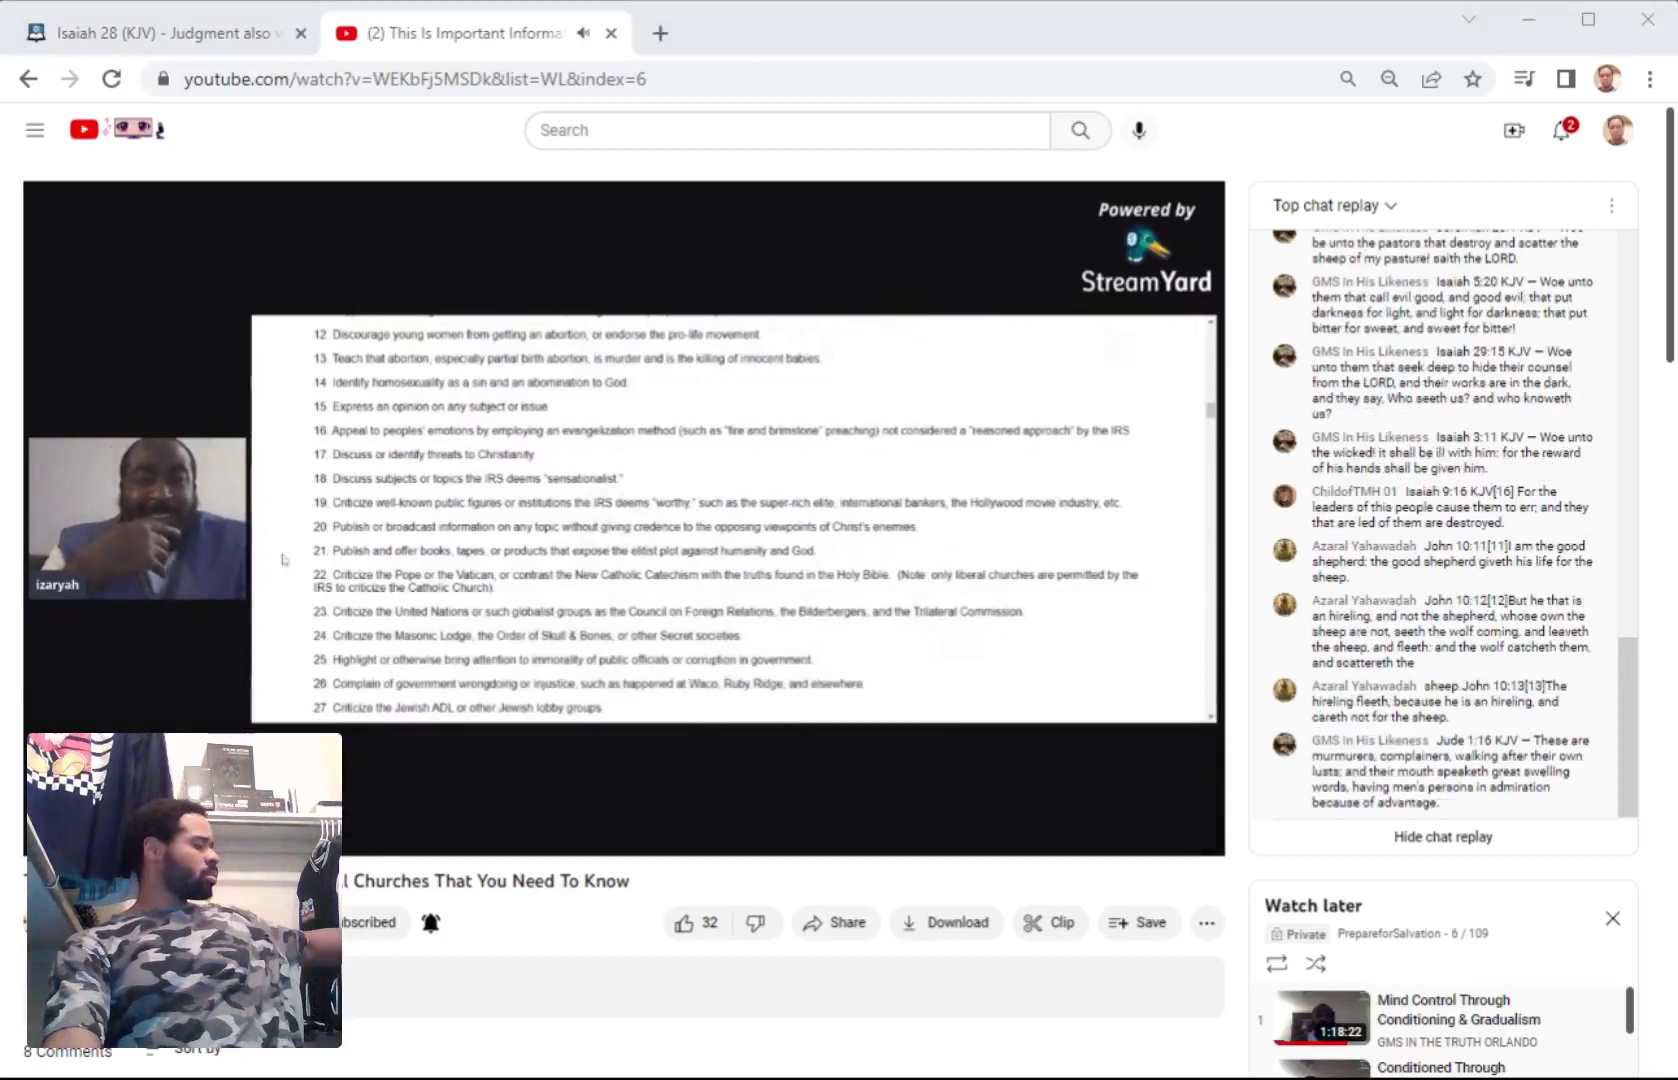 Isaiah 28 (KJV) - Judgment also
(2) This Is Important Informa
youtube.com/watch?v=WEKbFj5MSDk&list=WL&index=6
Search
2
Powered by
StreamYard
12. Discourage young women from getting an abortion, or endorse the pro-life movement.
13. Teach that abortion, especially partial birth abortion, is murder and is the killing of innocent babies.
14. Identify homosexuality as a sin and an abomination to God.
15. Express an opinion on any subject or issue
16. Appeal to peoples' emotions by employing an evangelization method (such as "fire and brimstone" preaching) not considered a "reasoned approach" by the IRS.
17. Discuss or identify threats to Christianity.
18. Discuss subjects or topics the IRS deems "sensationalist."
19. Criticize well-known public figures or institutions the IRS deems "worthy," such as the super-rich elite, international bankers, the Hollywood movie industry, etc.
20. Publish or broadcast information on any topic without giving credence to the opposing viewpoints of Christ's enemies.
21. Publish and offer books, tapes, or products that expose the elitist plot against humanity and God.
22. Criticize the Pope or the Vatican, or contrast the New Catholic Catechism with the truths found in the Holy Bible. (Note: only liberal churches are permitted by the
IRS to criticize the Catholic Church).
23. Criticize the United Nations or such globalist groups as the Council on Foreign Relations, the Bilderbergers, and the Trilateral Commission.
24. Criticize the Masonic Lodge, the Order of Skull & Bones, or other Secret societies.
25. Highlight or otherwise bring attention to immorality of public officials or corruption in government.
26. Complain of government wrongdoing or injustice, such as happened at Waco, Ruby Ridge, and elsewhere
27. Criticize the Jewish ADL or other Jewish lobby groups.
izaryah
l Churches That You Need To Know
bscribed
32
Share
Download
Clip
Save
8 Comments
Sort by
Top chat replay
be unto the pastors that destroy and scatter the
sheep of my pasture! saith the LORD.
GMS In His Likeness Isaiah 5:20 KJV — Woe unto
them that call evil good, and good evil; that put
darkness for light, and light for darkness; that put
bitter for sweet, and sweet for bitter!
GMS In His Likeness Isaiah 29:15 KJV — Woe
unto them that seek deep to hide their counsel
from the LORD, and their works are in the dark,
and they say, Who seeth us? and who knoweth
us?
GMS In His Likeness Isaiah 3:11 KJV — Woe unto
the wicked! it shall be ill with him: for the reward
of his hands shall be given him.
ChildofTMH 01 Isaiah 9:16 KJV[16] For the
leaders of this people cause them to err; and they
that are led of them are destroyed.
Azaral Yahawadah John 10:11[11]I am the good
shepherd: the good shepherd giveth his life for the
sheep.
Azaral Yahawadah John 10:12[12]But he that is
an hireling, and not the shepherd, whose own the
sheep are not, seeth the wolf coming, and leaveth
the sheep, and fleeth: and the wolf catcheth them,
and scattereth the
Azaral Yahawadah sheep.John 10:13[13]The
hireling fleeth, because he is an hireling, and
careth not for the sheep.
GMS In His Likeness Jude 1:16 KJV — These are
murmurers, complainers, walking after their own
lusts; and their mouth speaketh great swelling
words, having men's persons in admiration
because of advantage.
Hide chat replay
Watch later
Private PrepareforSalvation - 6 / 109
1
1:18:22
Mind Control Through
Conditioning & Gradualism
GMS IN THE TRUTH ORLANDO
Conditioned Through